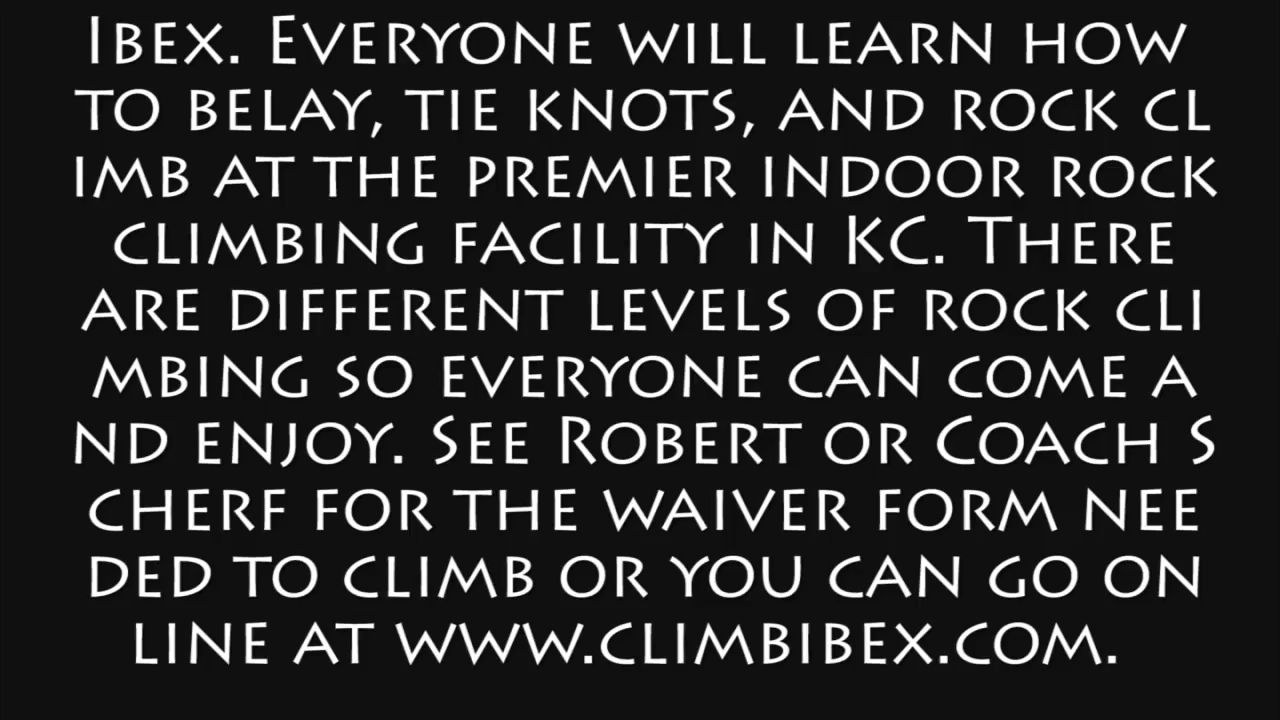 Ibex. Everyone will learn how
to belay, tie knots, and rock cl
imb at the premier indoor rock
climbing facility in KC. There
are different levels of rock cli
mbing so everyone can come a
nd enjoy. See Robert or Coach S
cherf for the waiver form nee
ded to climb or you can go on
line at www.climbibex.com.